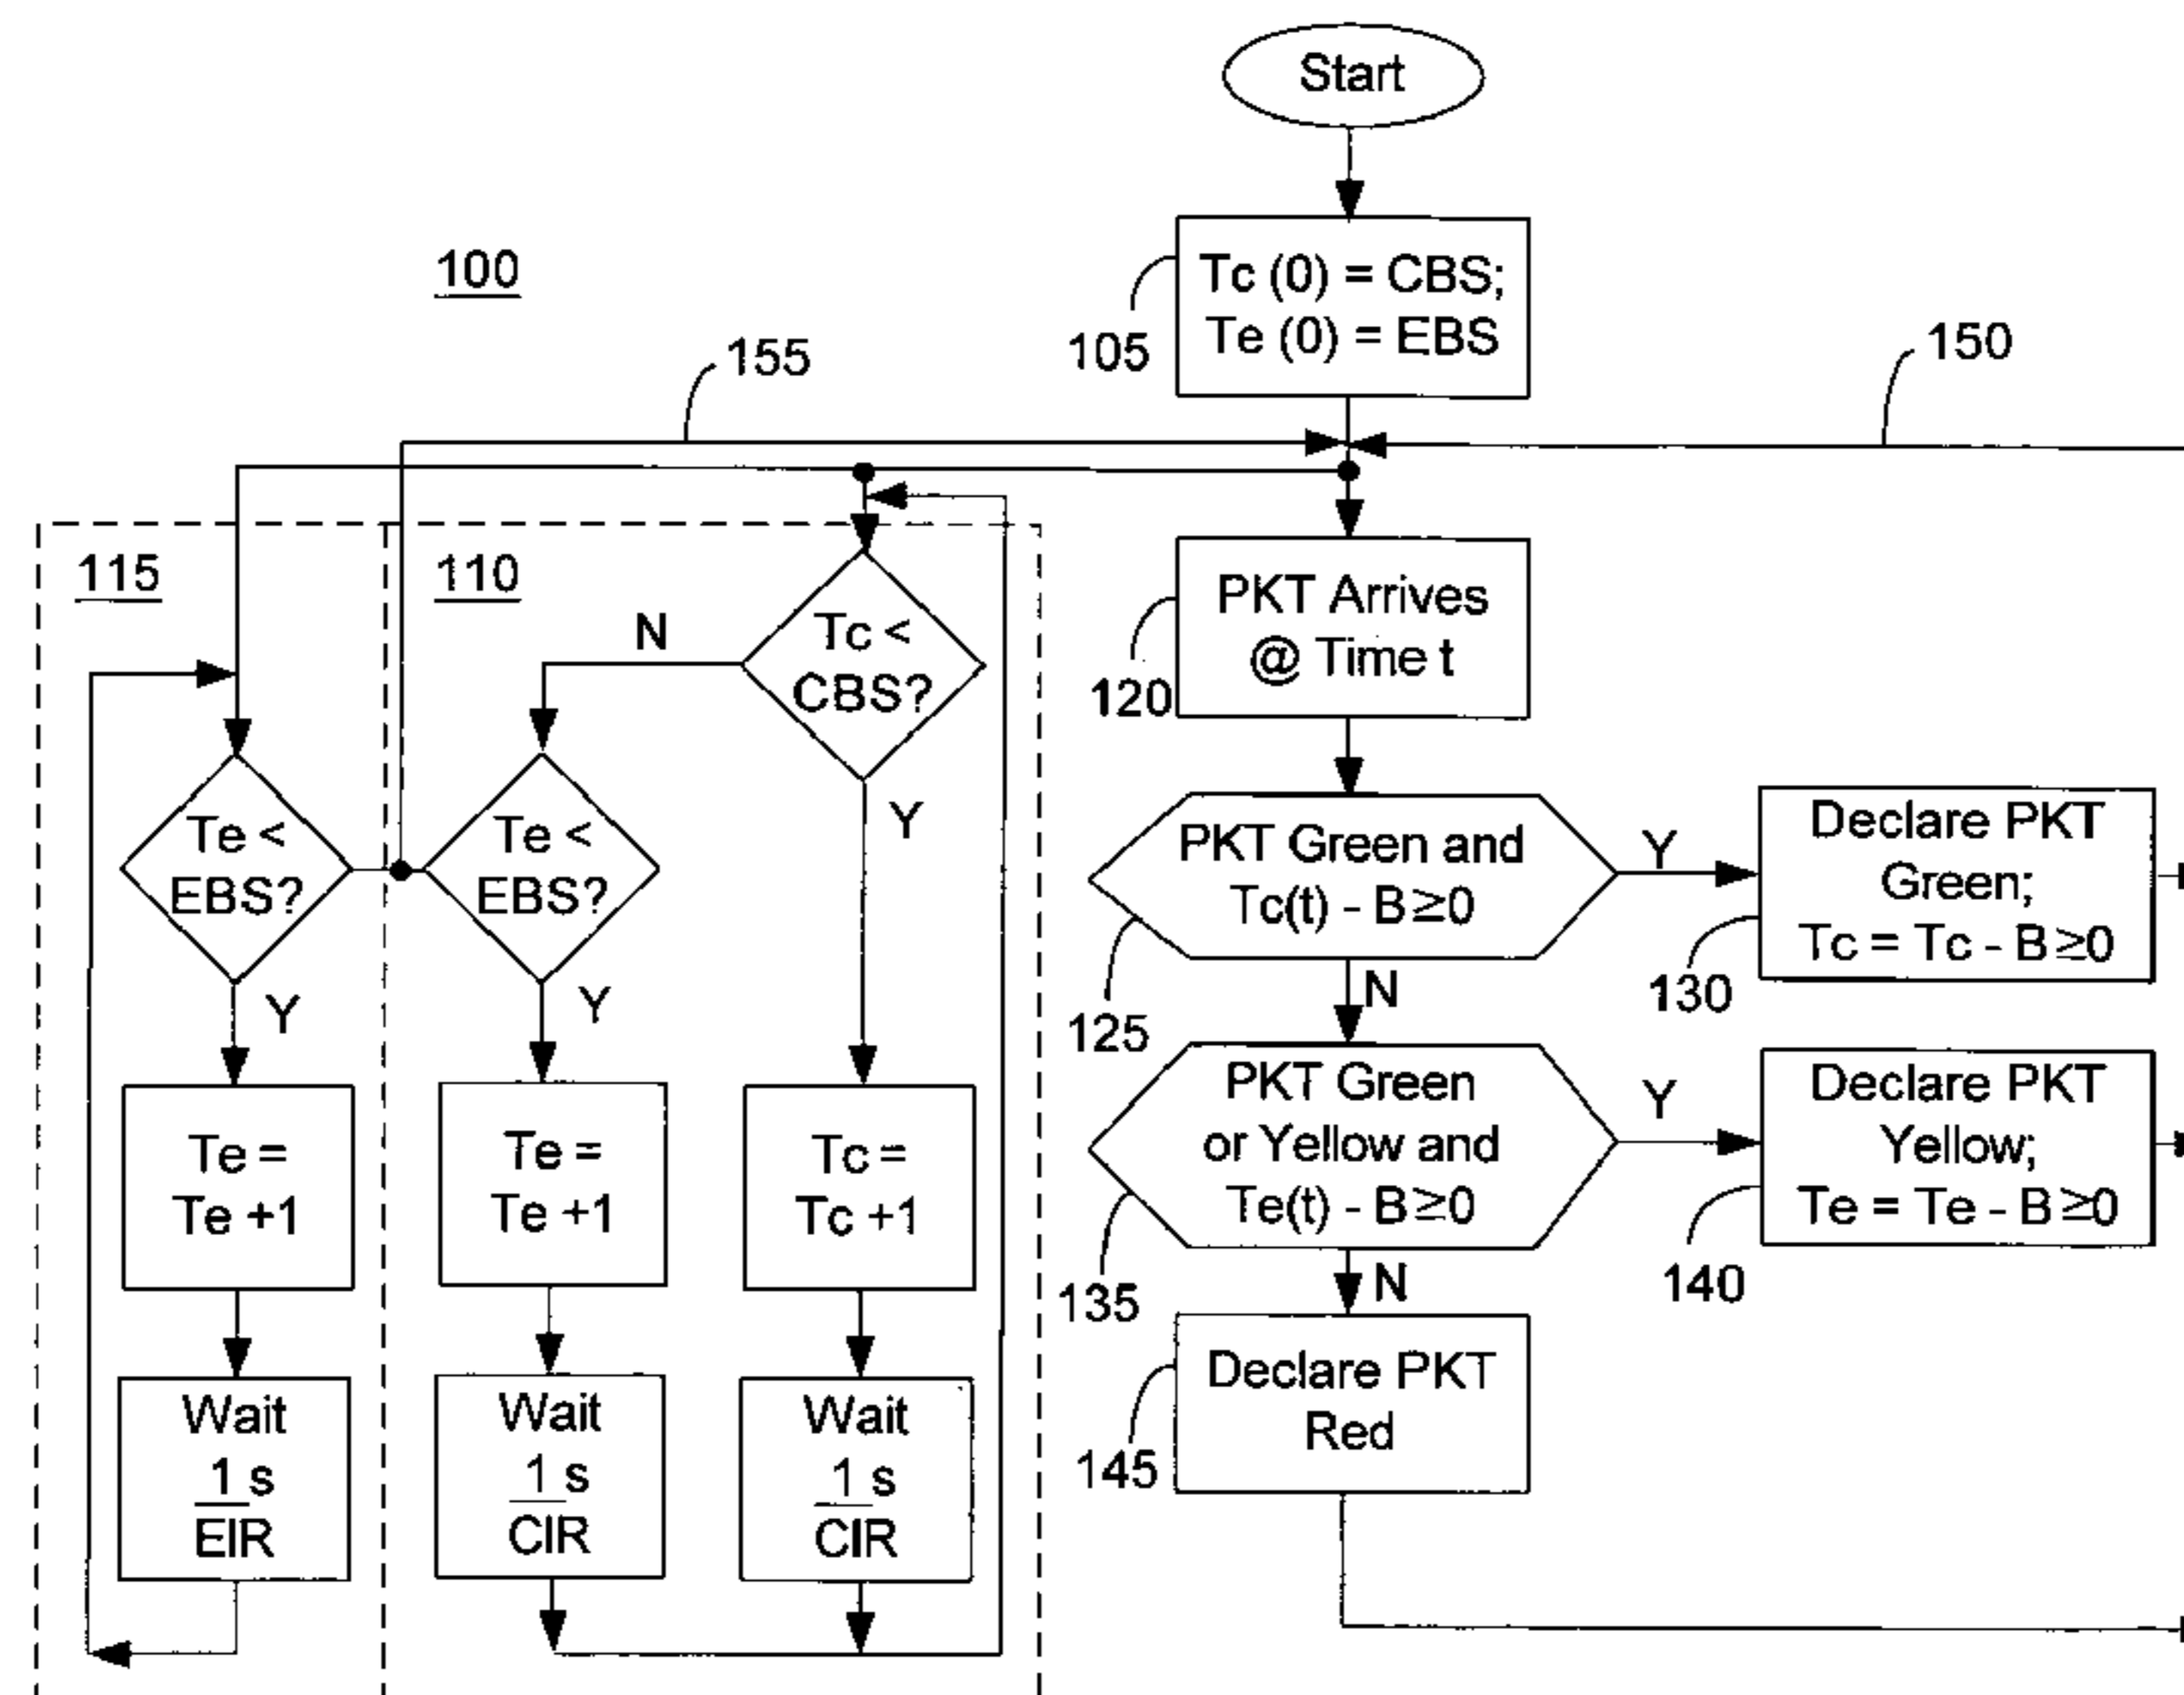 Start
100
Tc (0) = CBS;
Te (0) = EBS
105
155
150
115
110
Tc <
CBS?
N
Y
PKT Arrives
@ Time t
120
Te <
EBS?
Y
Te <
EBS?
Y
PKT Green and
Tc(t) - B ≥0
125
Y
N
Declare PKT
Green;
Tc = Tc - B ≥0
130
PKT Green
or Yellow and
Te(t) - B ≥0
135
Y
N
Declare PKT
Yellow;
Te = Te - B ≥0
140
Te =
Te +1
Te =
Te +1
Tc =
Tc +1
Wait
1 s
EIR
Wait
1 s
CIR
Wait
1 s
CIR
Declare PKT
Red
145